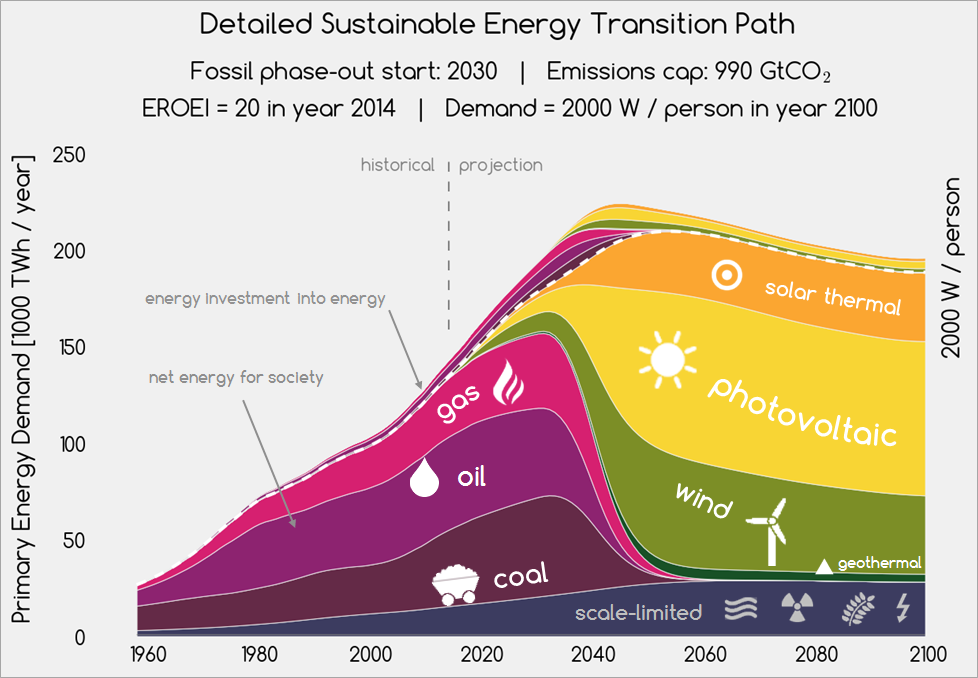 Detailed Sustainable Energy Transition Path
Fossil phase-out start: 2030 | Emissions cap: 990 GtCO₂
EROEI = 20 in year 2014 | Demand = 2000 W / person in year 2100
Primary Energy Demand [1000 TWh / year]
250
200
150
100
50
0
historical
projection
energy investment into energy
net energy for society
gas
oil
coal
solar thermal
photovoltaic
wind
geothermal
scale-limited
2000 W / person
1960 1980 2000 2020 2040 2060 2080 2100